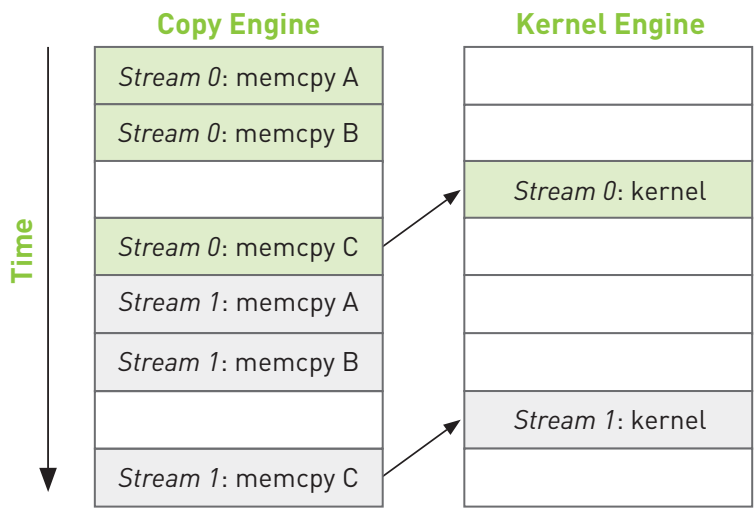 Copy Engine
Kernel Engine
Time
Stream 0: memcpy A
Stream 0: memcpy B
Stream 0: kernel
Stream 0: memcpy C
Stream 1: memcpy A
Stream 1: memcpy B
Stream 1: kernel
Stream 1: memcpy C